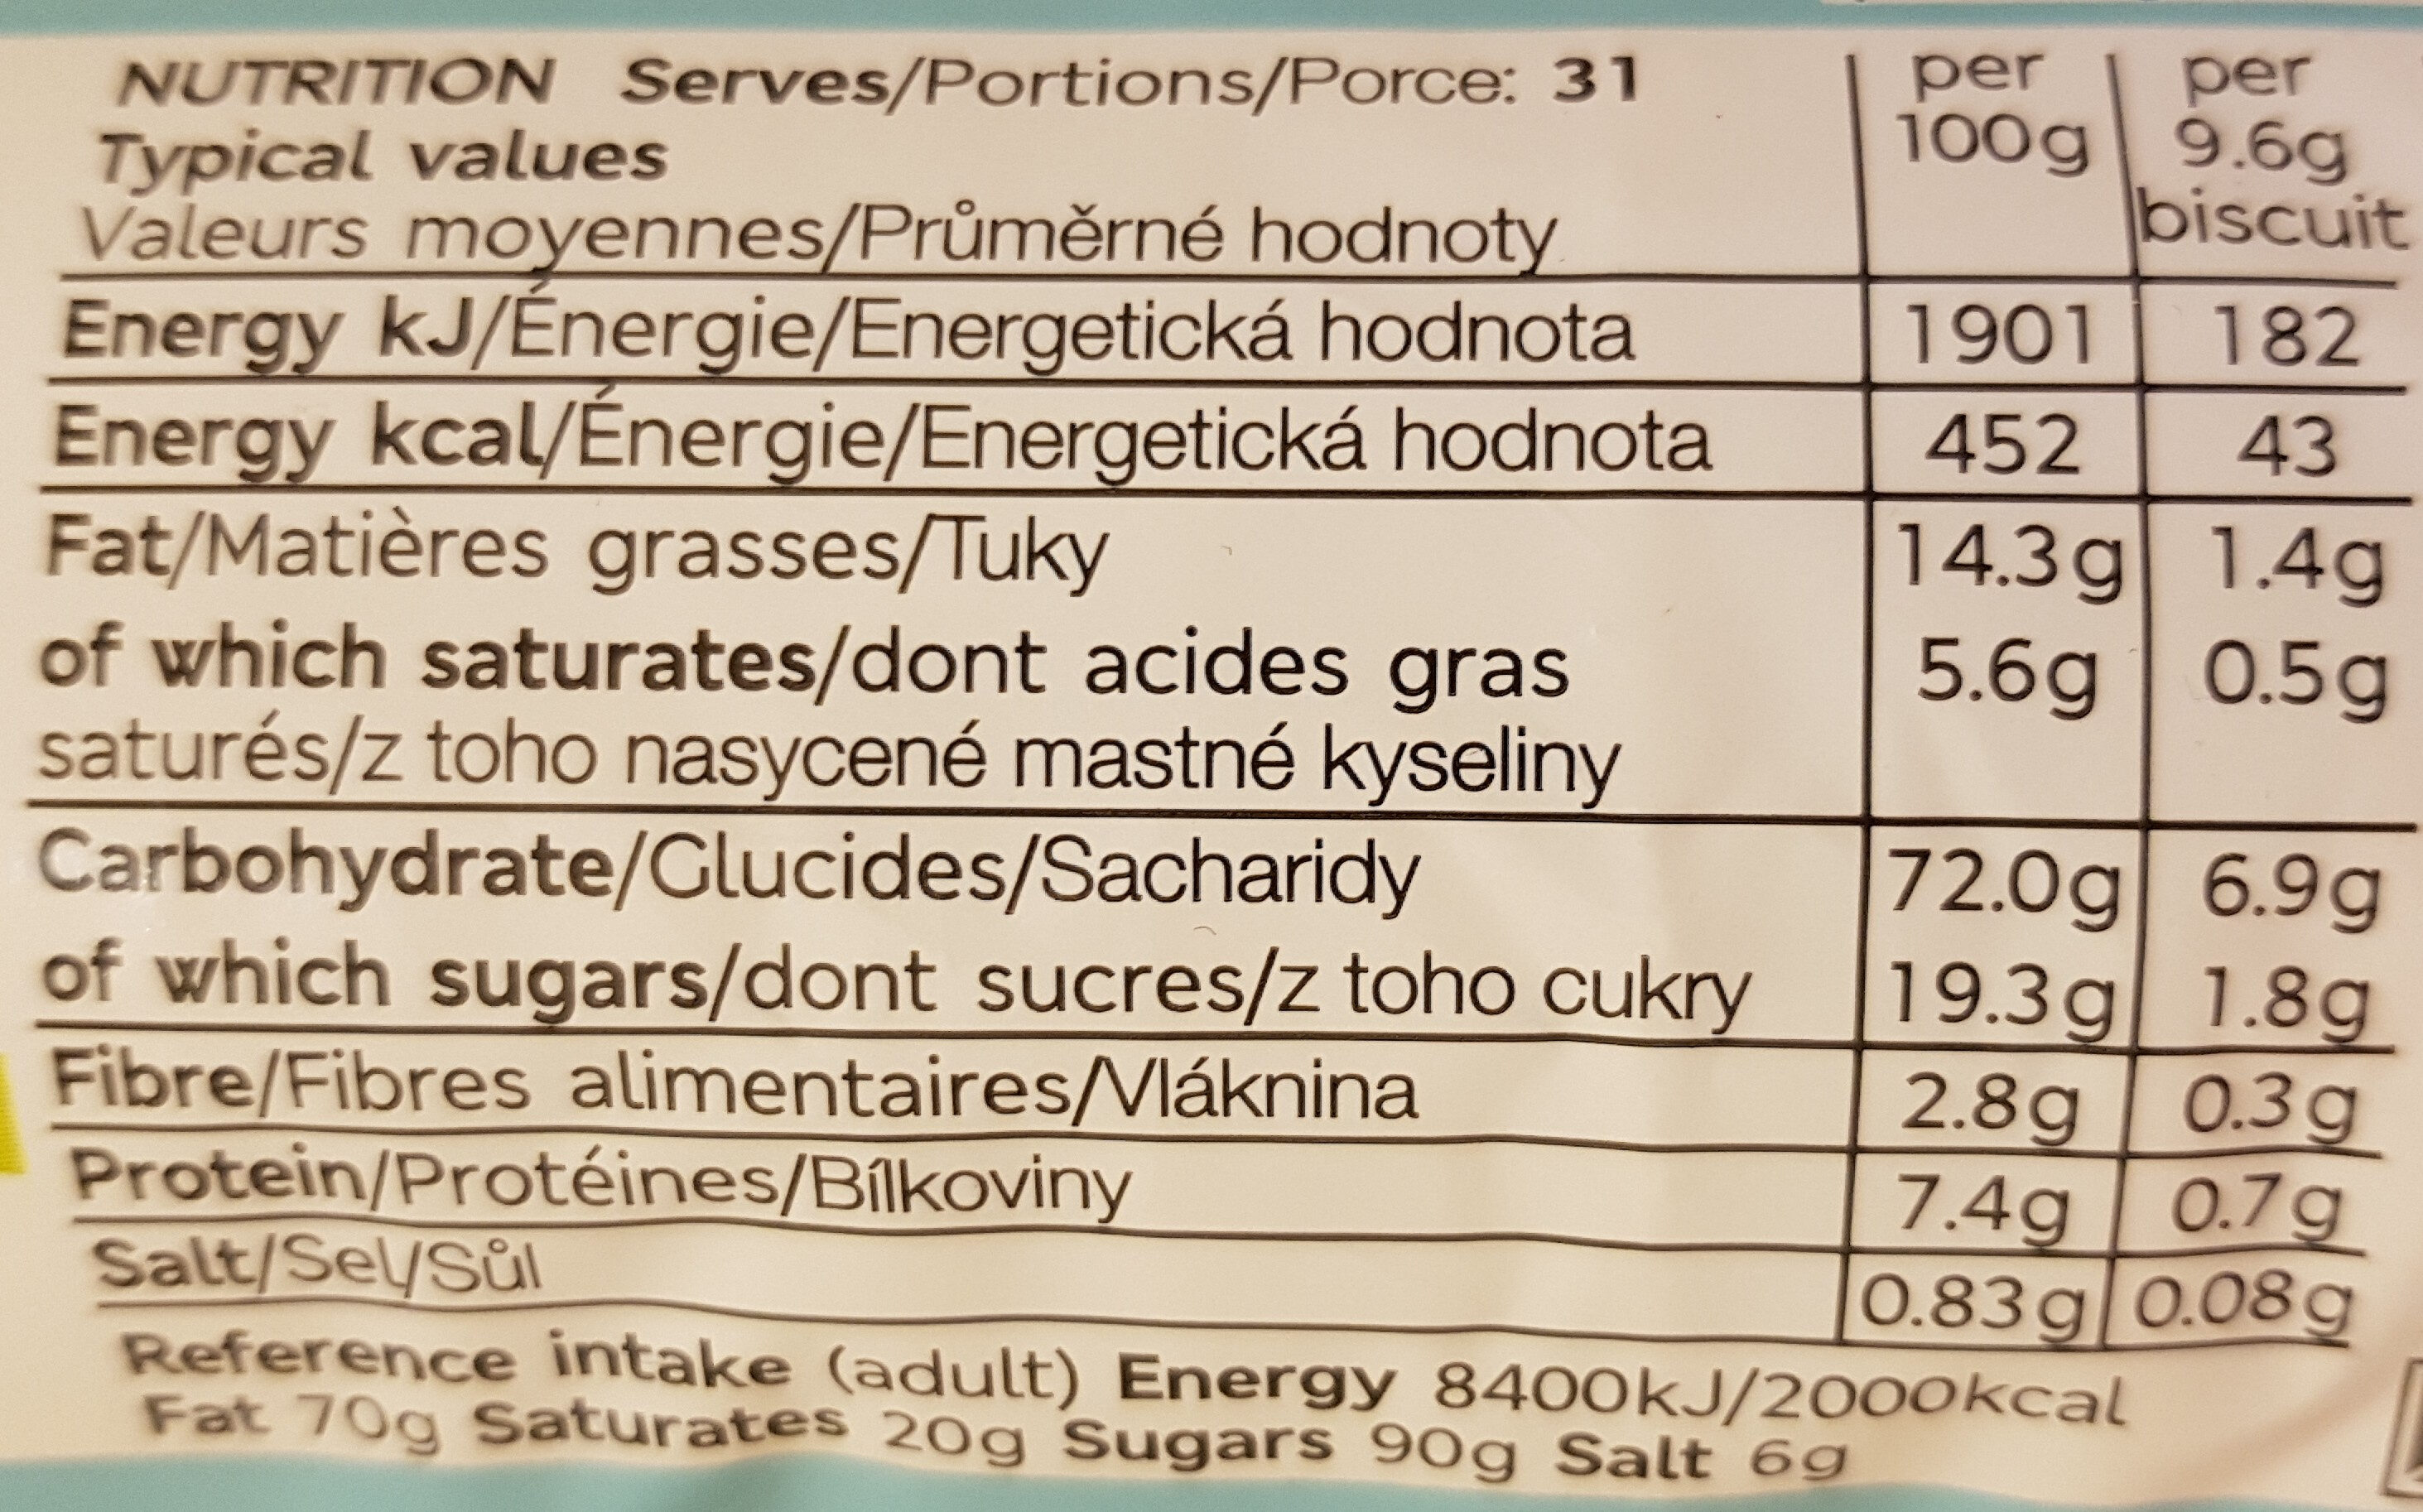 NUTRITION Serves/Portions/Porce: 31 per per
Typical values 100g 9.6g
Valeurs moyennes/Průměrné hodnoty biscuit
Energy kJ/Énergie/Energetická hodnota 1901 182
Energy kcal/Énergie/Energetická hodnota 452 43
Fat/Matières grasses/Tuky 14.3g 1.4g
of which saturates/dont acides gras 5.6g 0.5g
saturés/z toho nasycené mastné kyseliny
Carbohydrate/Glucides/Sacharidy 72.0g 6.9g
of which sugars/dont sucres/z toho cukry 19.3g 1.8g
Fibre/Fibres alimentaires/Vláknina 2.8g 0.3g
Protein/Protéines/Bílkoviny 7.4g 0.7g
Salt/Sel/Sůl 0.83g 0.08g
Reference intake (adult) Energy 8400kJ/2000kcal
Fat 70g Saturates 20g Sugars 90g Salt 6g